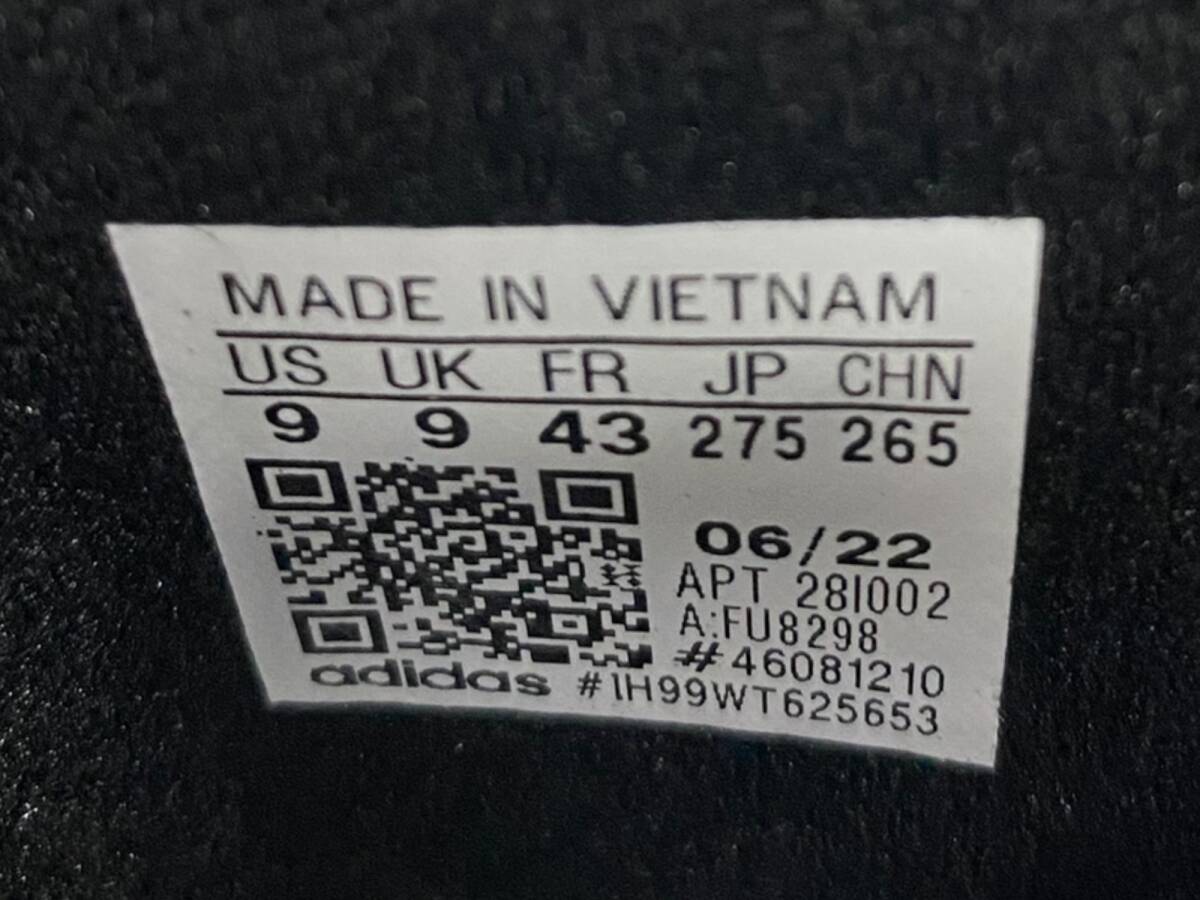 MADE IN VIETNAM
US UK FR JP CHN
9 9 43 275 265
06/22
APT 28I002
A:FU8298
#46081210
adidas #1H99WT625653